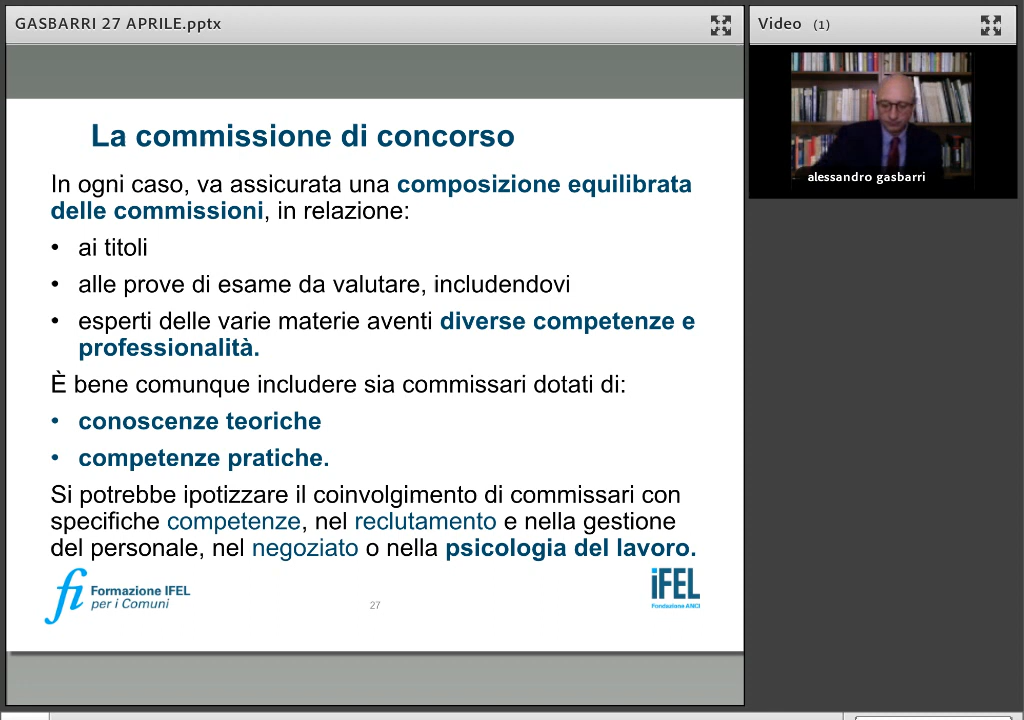 GASBARRI 27 APRILE.pptx
Video (1)
alessandro gasbarri
La commissione di concorso
In ogni caso, va assicurata una composizione equilibrata
delle commissioni, in relazione:
• ai titoli
• alle prove di esame da valutare, includendovi
• esperti delle varie materie aventi diverse competenze e
professionalità.
È bene comunque includere sia commissari dotati di:
• conoscenze teoriche
• competenze pratiche.
Si potrebbe ipotizzare il coinvolgimento di commissari con
specifiche competenze, nel reclutamento e nella gestione
del personale, nel negoziato o nella psicologia del lavoro.
fi Formazione IFEL
per i Comuni
27
iFEL
Fondazione ANCI